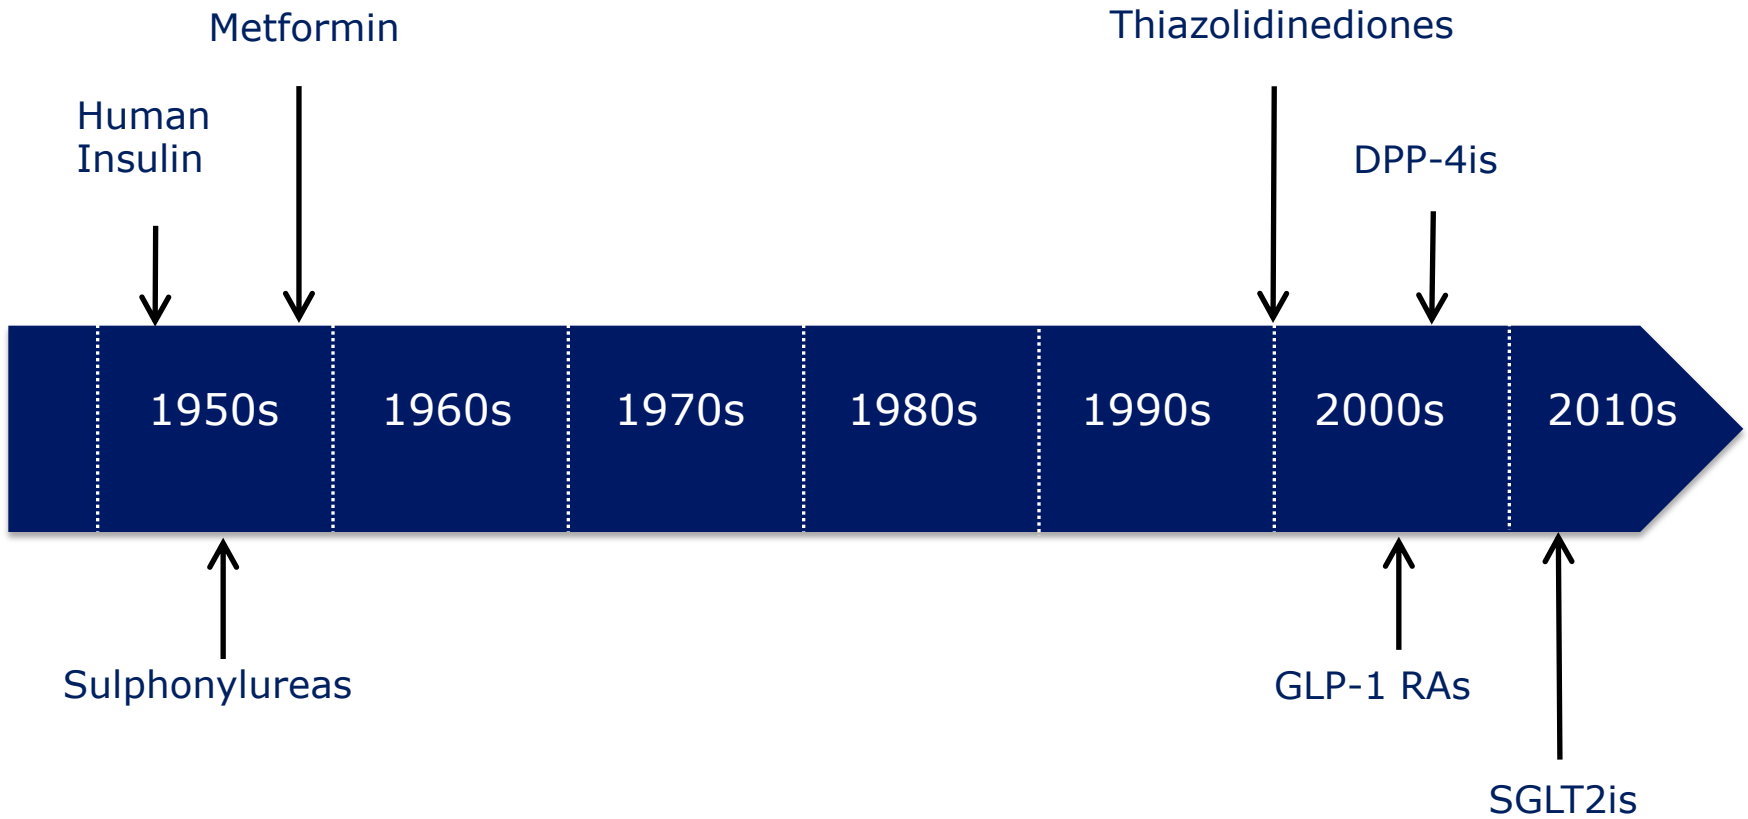 Metformin
Thiazolidinediones
Human
Insulin
DPP-4is
1950s
1960s
1970s
1980s
1990s
2000s
2010s
Sulphonylureas
GLP-1 RAs
SGLT2is